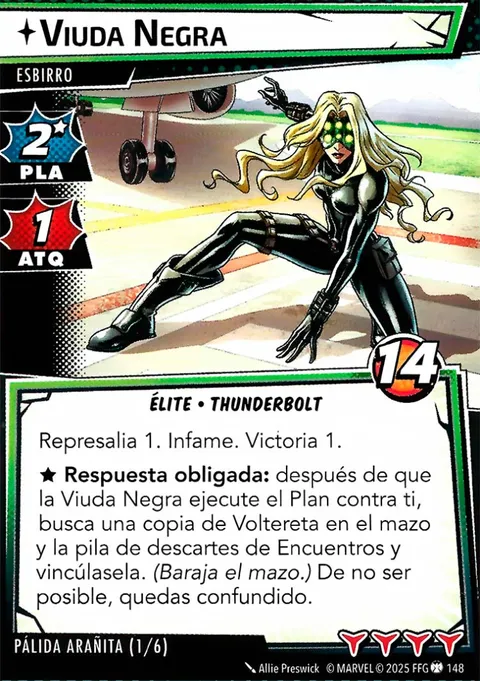 VIUDA NEGRA
ESBIRRO
2★
PLA
1
ATQ
14
ÉLITE • THUNDERBOLT
Represalia 1. Infame. Victoria 1.
★ Respuesta obligada: después de que
la Viuda Negra ejecute el Plan contra ti,
busca una copia de Voltereta en el mazo
y la pila de descartes de Encuentros y
vincúlasela. (Baraja el mazo.) De no ser
posible, quedas confundido.
PÁLIDA ARAÑITA (1/6)
Allie Preswick © MARVEL © 2025 FFG 148